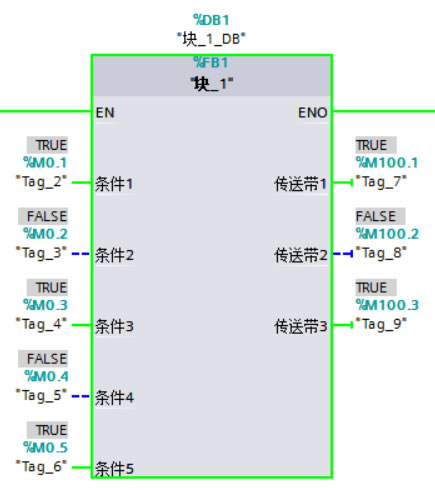 %DB1
"块_1_DB"
%FB1
"块_1"
EN ENO
TRUE TRUE
%M0.1 %M100.1
"Tag_2" 条件1 传送带1 "Tag_7"
FALSE FALSE
%M0.2 %M100.2
"Tag_3" 条件2 传送带2 "Tag_8"
TRUE TRUE
%M0.3 %M100.3
"Tag_4" 条件3 传送带3 "Tag_9"
FALSE
%M0.4
"Tag_5" 条件4
TRUE
%M0.5
"Tag_6" 条件5